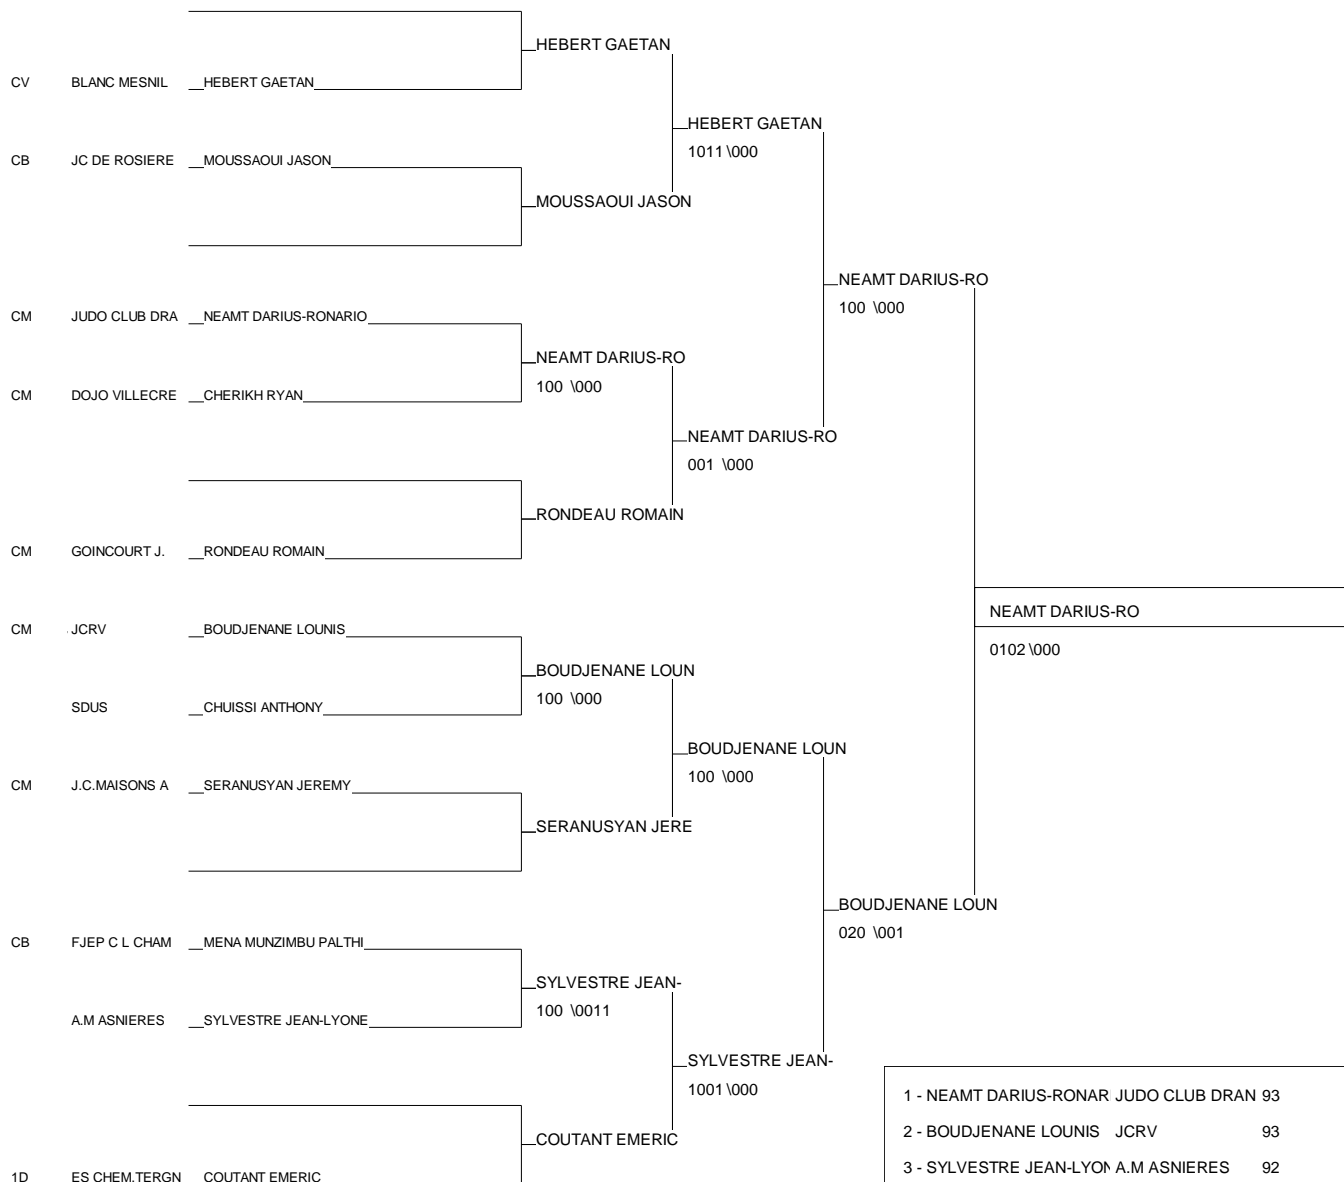 HEBERT GAETAN
CV BLANC MESNIL HEBERT GAETAN
HEBERT GAETAN
1011 \000
CB JC DE ROSIERE MOUSSAOUI JASON
MOUSSAOUI JASON
NEAMT DARIUS-RO
100 \000
CM JUDO CLUB DRA NEAMT DARIUS-RONARIO
NEAMT DARIUS-RO
100 \000
CM DOJO VILLECRE CHERIKH RYAN
NEAMT DARIUS-RO
001 \000
RONDEAU ROMAIN
CM GOINCOURT J. RONDEAU ROMAIN
NEAMT DARIUS-RO
0102 \000
CM JCRV BOUDJENANE LOUNIS
BOUDJENANE LOUN
100 \000
SDUS CHUISSI ANTHONY
BOUDJENANE LOUN
100 \000
CM J.C.MAISONS A SERANUSYAN JEREMY
SERANUSYAN JERE
BOUDJENANE LOUN
020 \001
CB FJEP C L CHAM MENA MUNZIMBU PALTHI
SYLVESTRE JEAN-
100 \0011
A.M ASNIERES SYLVESTRE JEAN-LYONE
SYLVESTRE JEAN-
1001 \000
COUTANT EMERIC
1D ES CHEM.TERGN COUTANT EMERIC
1 - NEAMT DARIUS-RONAR JUDO CLUB DRAN 93
2 - BOUDJENANE LOUNIS JCRV 93
3 - SYLVESTRE JEAN-LYON A.M ASNIERES 92